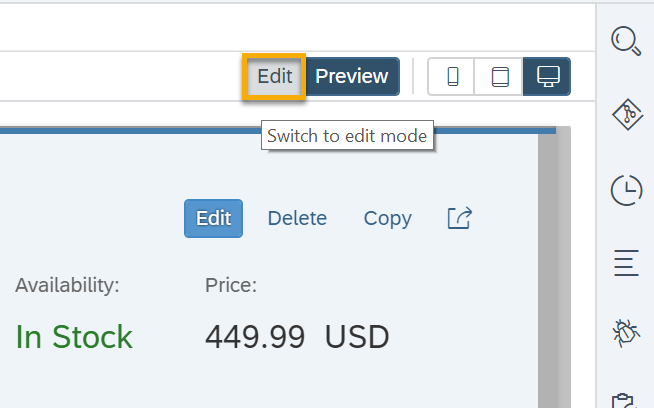 Edit Preview
Switch to edit mode
Edit Delete Copy
Availability: Price:
In Stock 449.99 USD